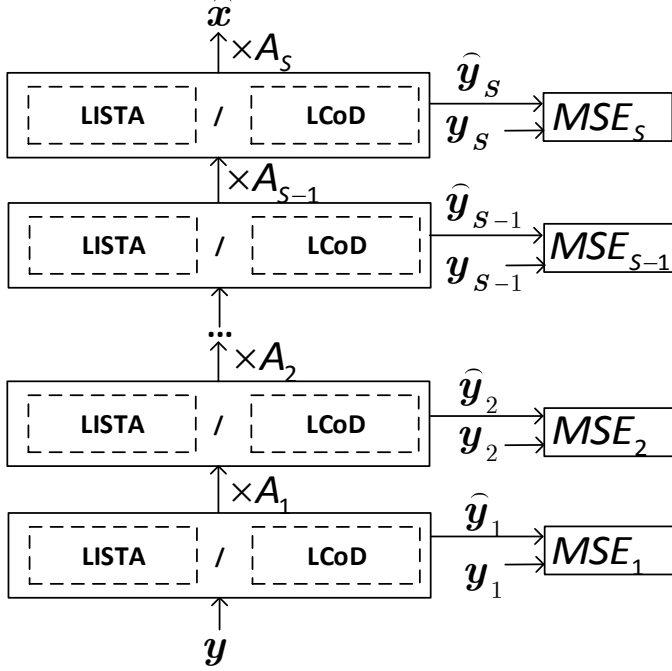 x̂
×A_S
LISTA / LCoD
ŷ_S
y_S
MSE_S
×A_{S−1}
LISTA / LCoD
ŷ_{S−1}
y_{S−1}
MSE_{S−1}
...
×A_2
LISTA / LCoD
ŷ_2
y_2
MSE_2
×A_1
LISTA / LCoD
ŷ_1
y_1
MSE_1
y